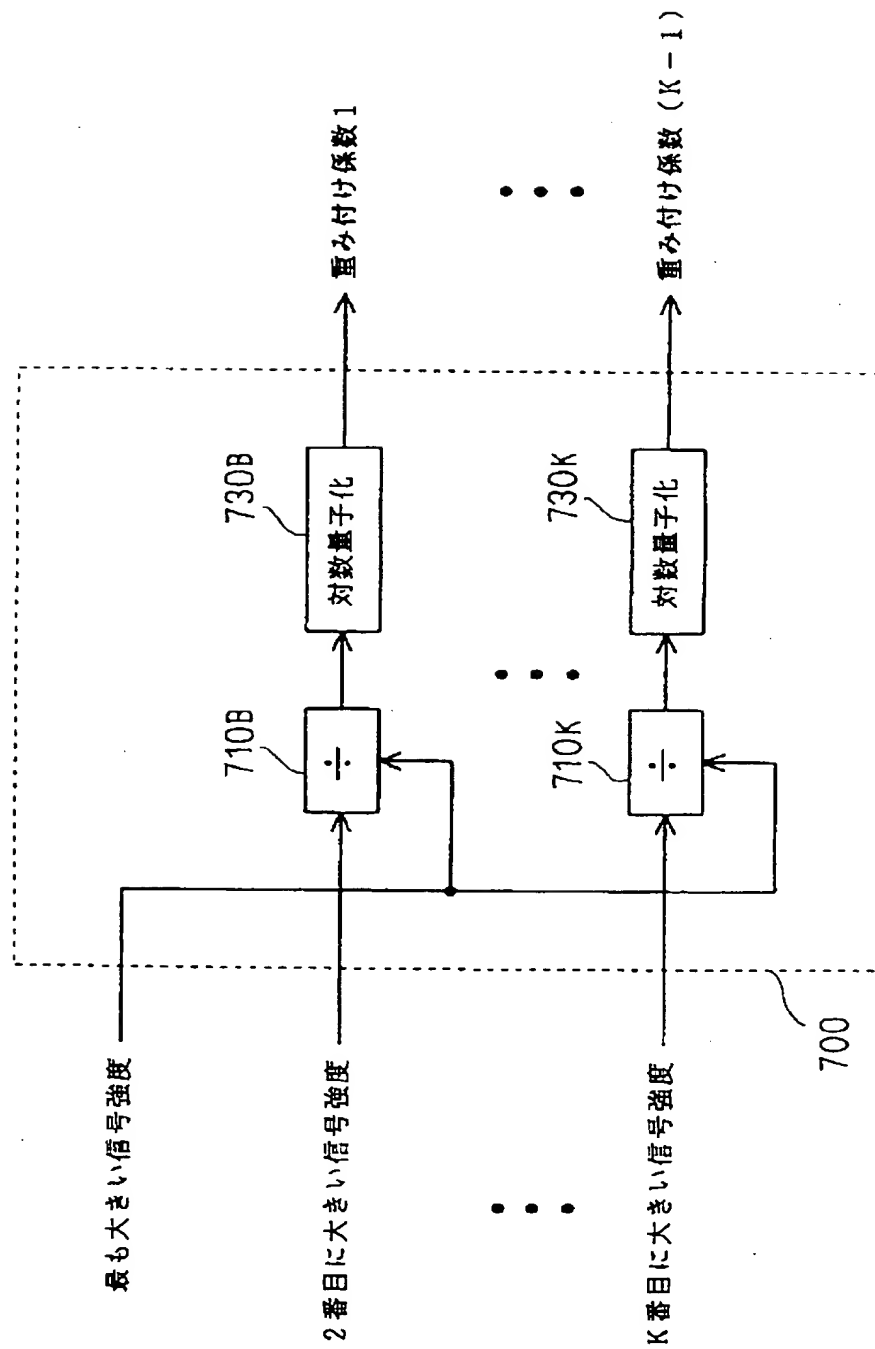 最も大きい信号強度
2番目に大きい信号強度
K番目に大きい信号強度
700
710B
÷
710K
÷
730B
対数量子化
730K
対数量子化
重み付け係数1
重み付け係数(K-1)